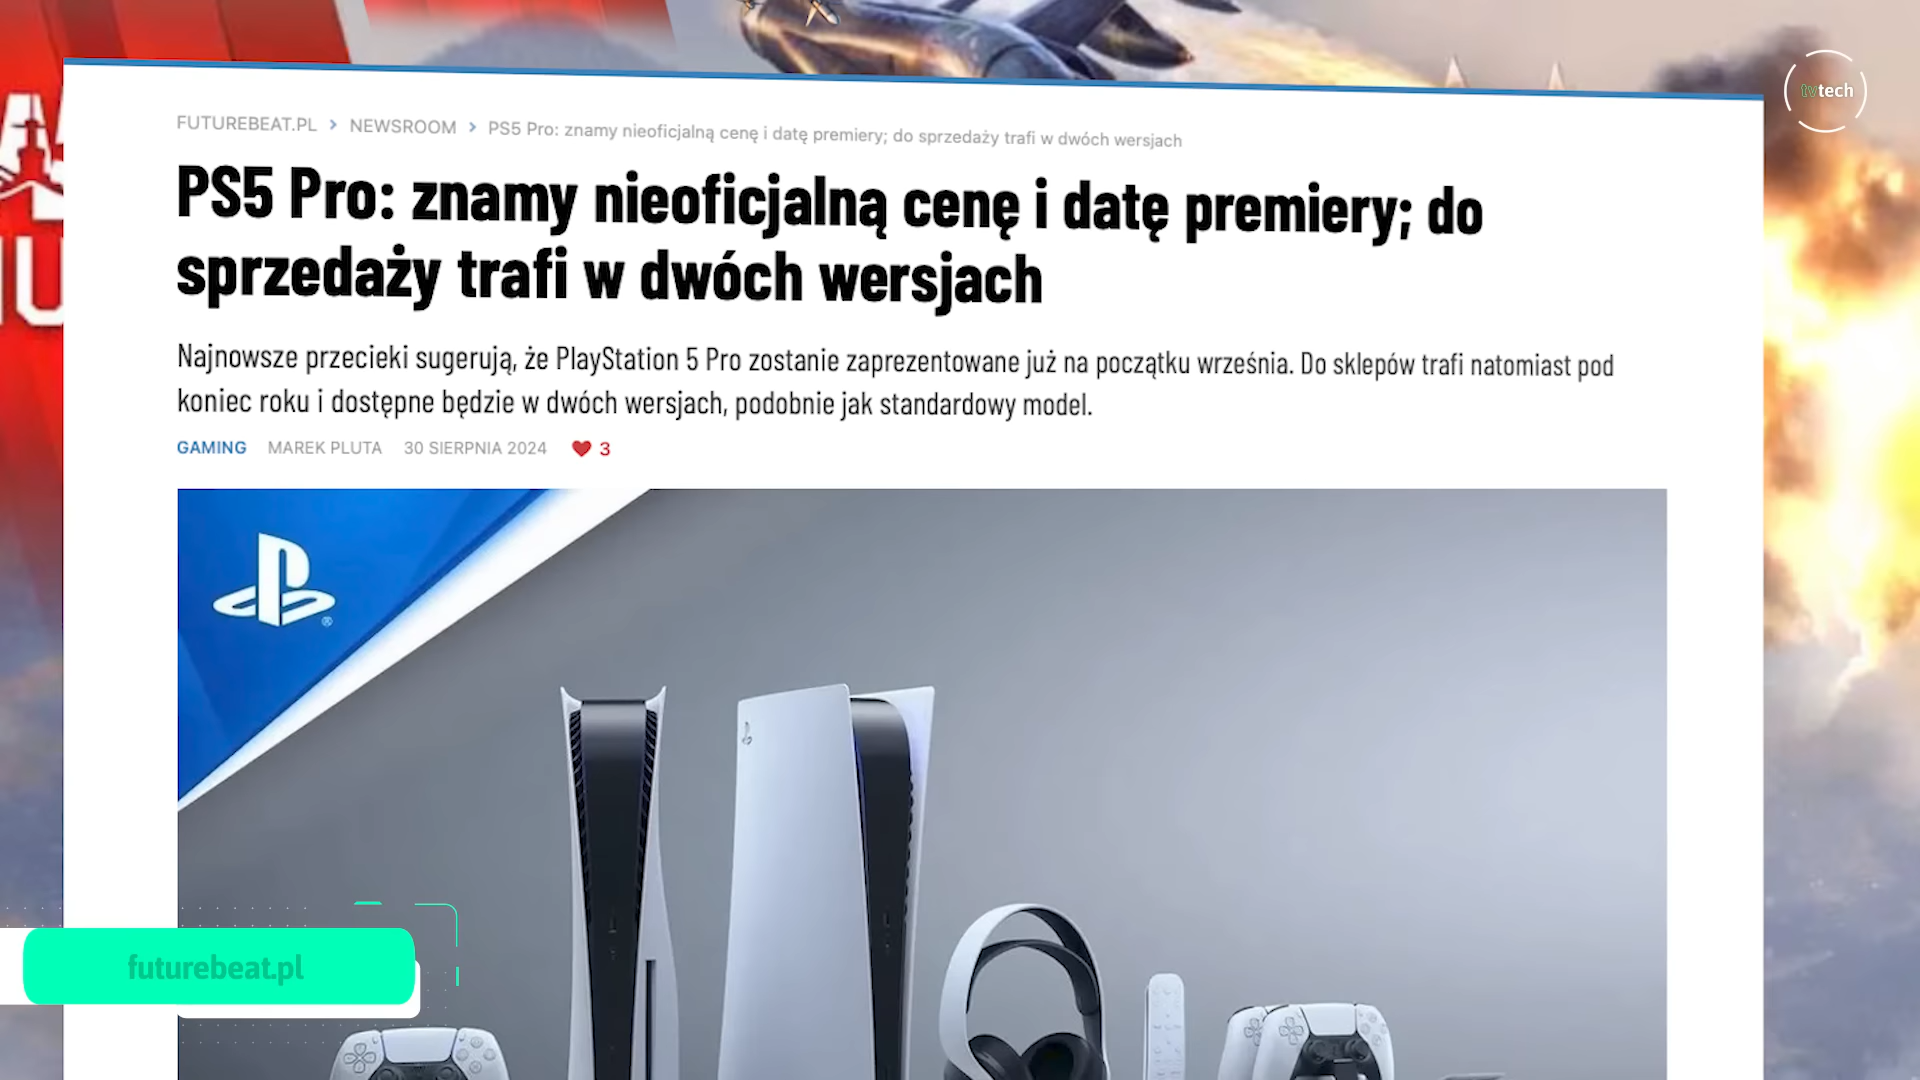 tvtech
FUTUREBEAT.PL > NEWSROOM > PS5 Pro: znamy nieoficjalną cenę i datę premiery; do sprzedaży trafi w dwóch wersjach
PS5 Pro: znamy nieoficjalną cenę i datę premiery; do
sprzedaży trafi w dwóch wersjach
Najnowsze przecieki sugerują, że PlayStation 5 Pro zostanie zaprezentowane już na początku września. Do sklepów trafi natomiast pod
koniec roku i dostępne będzie w dwóch wersjach, podobnie jak standardowy model.
GAMING MAREK PLUTA 30 SIERPNIA 2024 3
futurebeat.pl